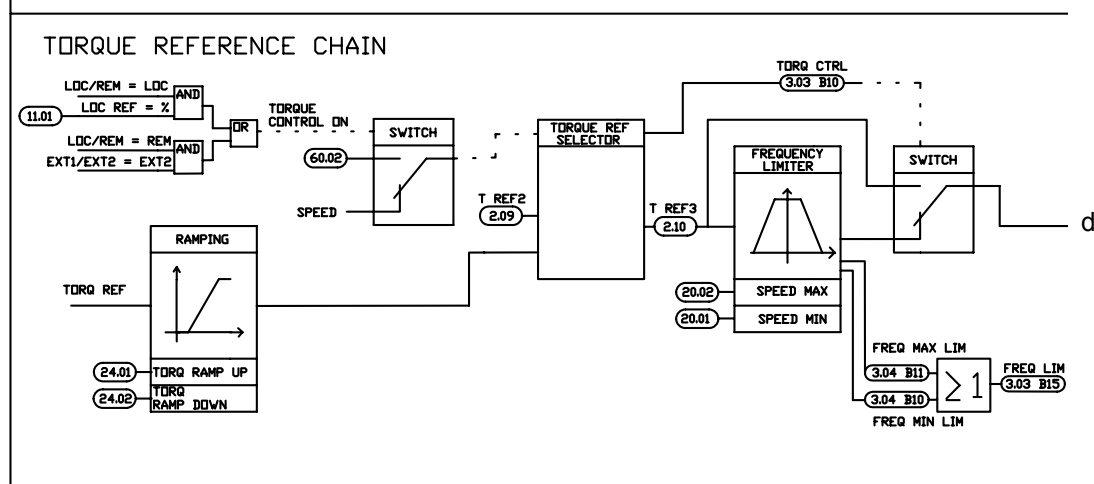 TORQUE REFERENCE CHAIN
LOC/REM = LOC
11.01
LOC REF = %
AND
LOC/REM = REM
EXT1/EXT2 = EXT2
AND
OR
TORQUE
CONTROL ON
SWITCH
60.02
SPEED
TORQUE REF
SELECTOR
T REF2
2.09
T REF3
2.10
TORQ CTRL
3.03 B10
FREQUENCY
LIMITER
SWITCH
d
20.02
SPEED MAX
20.01
SPEED MIN
RAMPING
TORQ REF
24.01
TORQ RAMP UP
24.02
TORQ
RAMP DOWN
FREQ MAX LIM
3.04 B11
3.04 B10
FREQ MIN LIM
≥1
FREQ LIM
3.03 B15